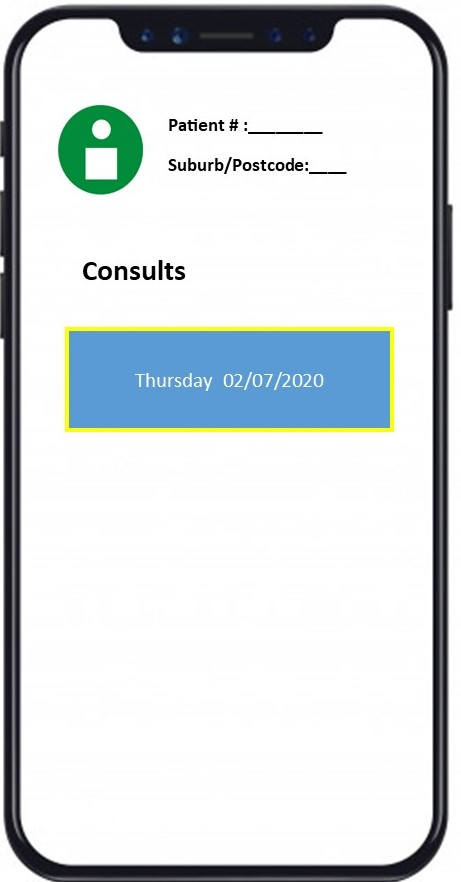 Patient # :________
Suburb/Postcode:____
Consults
Thursday  02/07/2020